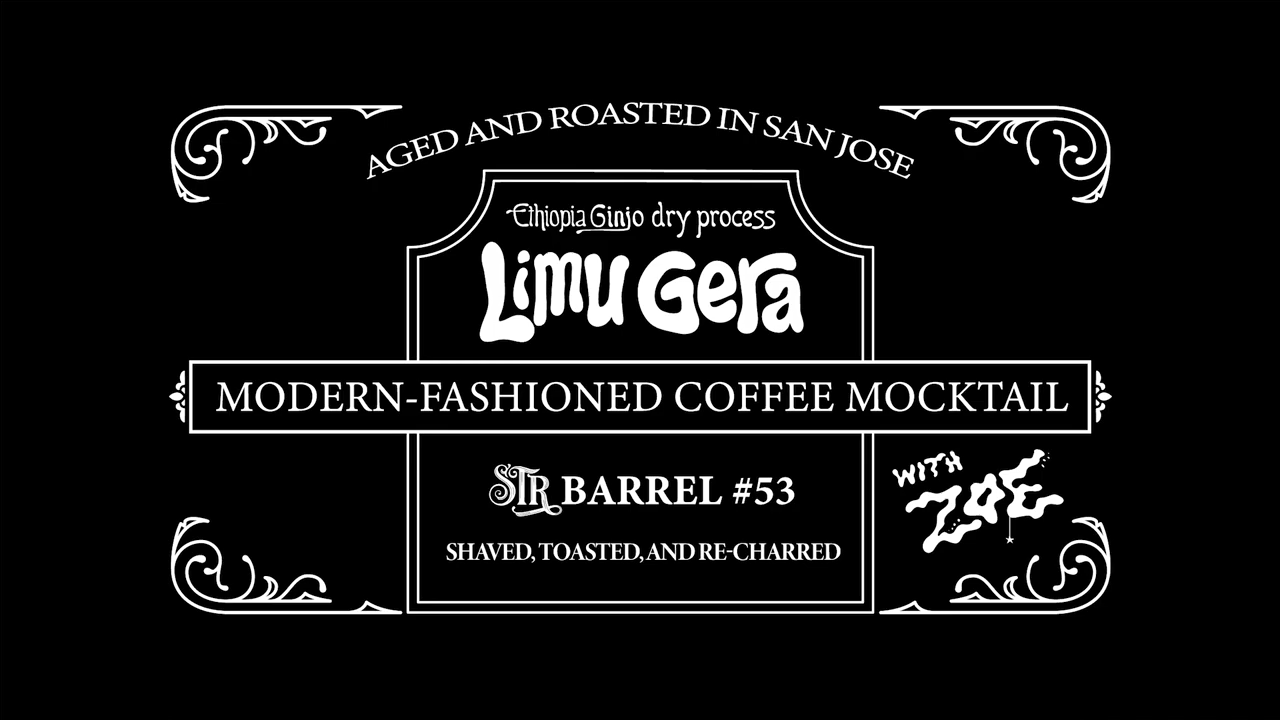 AGED AND ROASTED IN SAN JOSE
Ethiopia Ginjo dry process
Limu Gera
MODERN-FASHIONED COFFEE MOCKTAIL
STR BARREL #53
SHAVED, TOASTED, AND RE-CHARRED
WITH
ZOE